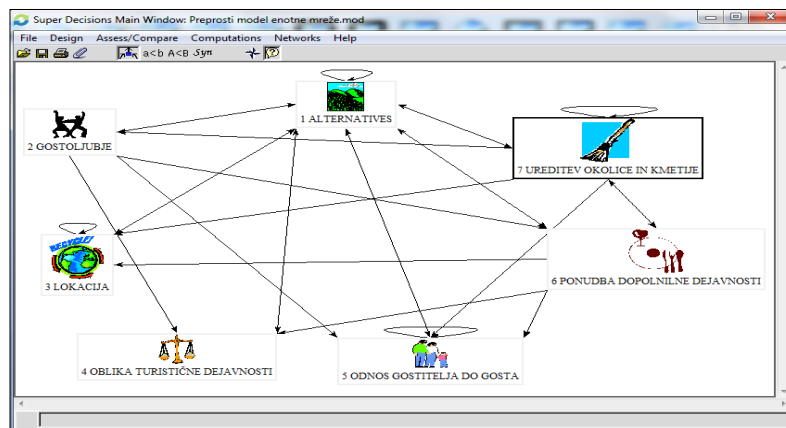 Super Decisions Main Window: Preprosti model enotne mreže.mod
File Design Assess/Compare Computations Networks Help
a<b A<B Syn
1 ALTERNATIVES
2 GOSTOLJUBJE
7 UREDITEV OKOLICE IN KMETIJE
RECYCLE!
3 LOKACIJA
6 PONUDBA DOPOLNILNE DEJAVNOSTI
4 OBLIKA TURISTIČNE DEJAVNOSTI
5 ODNOS GOSTITELJA DO GOSTA